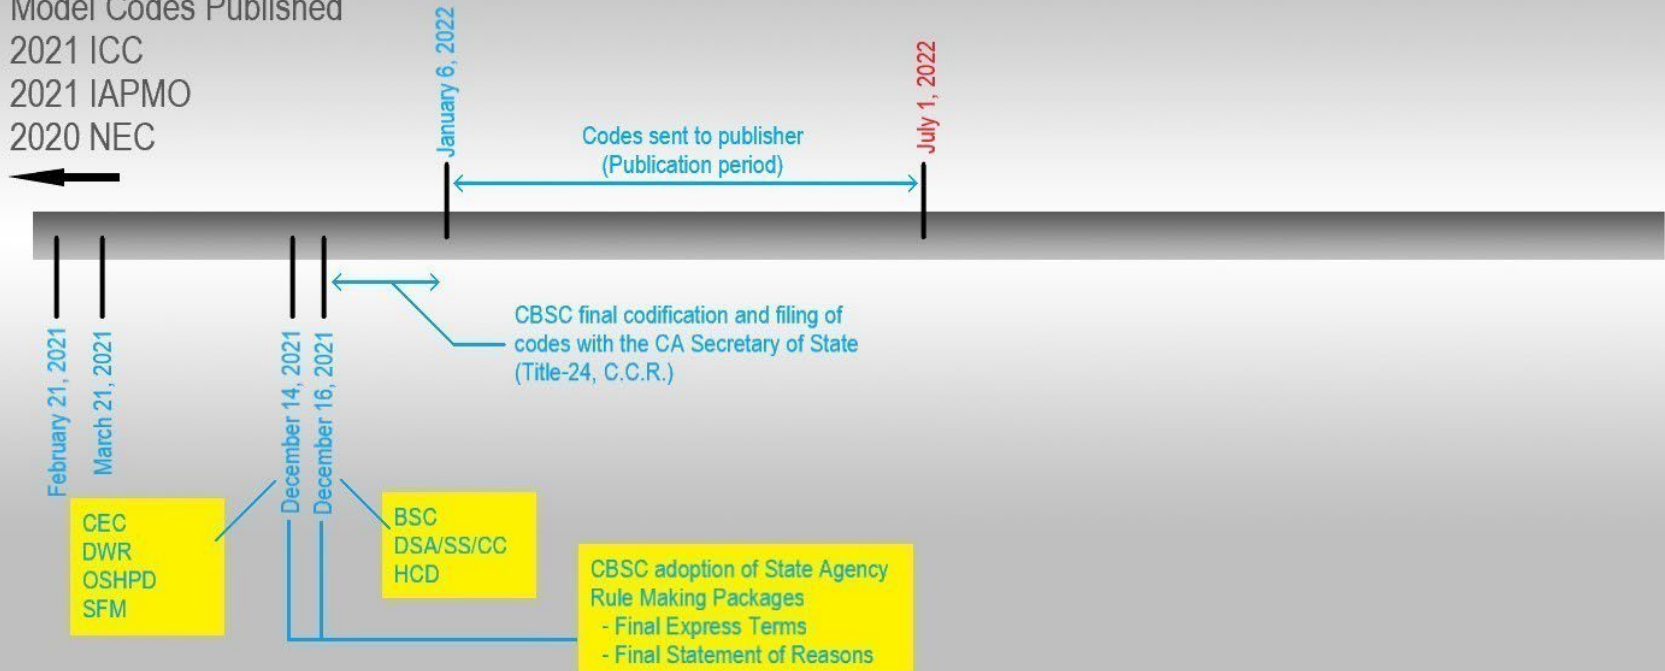 Model Codes Published
2021 ICC
2021 IAPMO
2020 NEC
January 6, 2022
Codes sent to publisher
(Publication period)
July 1, 2022
February 21, 2021
March 21, 2021
December 14, 2021
December 16, 2021
CBSC final codification and filing of
codes with the CA Secretary of State
(Title-24, C.C.R.)
CEC
DWR
OSHPD
SFM
BSC
DSA/SS/CC
HCD
CBSC adoption of State Agency
Rule Making Packages
- Final Express Terms
- Final Statement of Reasons